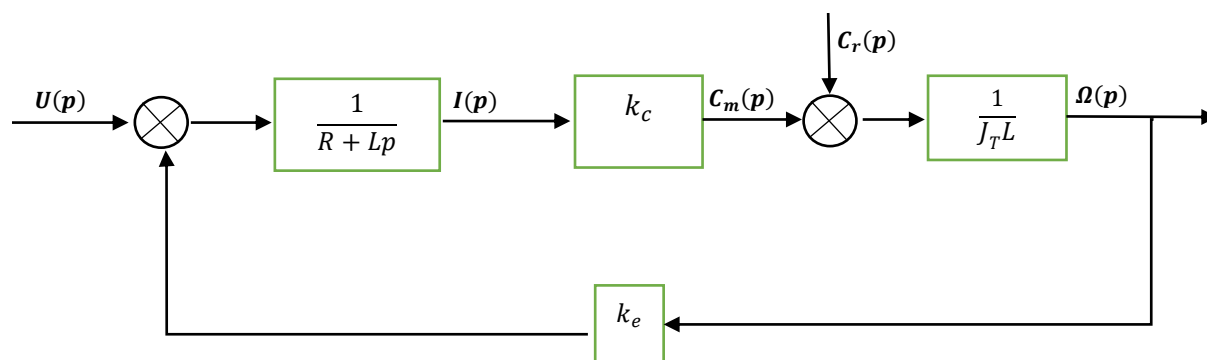 C_r(p)
U(p)
1
R + Lp
I(p)
k_c
C_m(p)
1
J_T L
Ω(p)
k_e